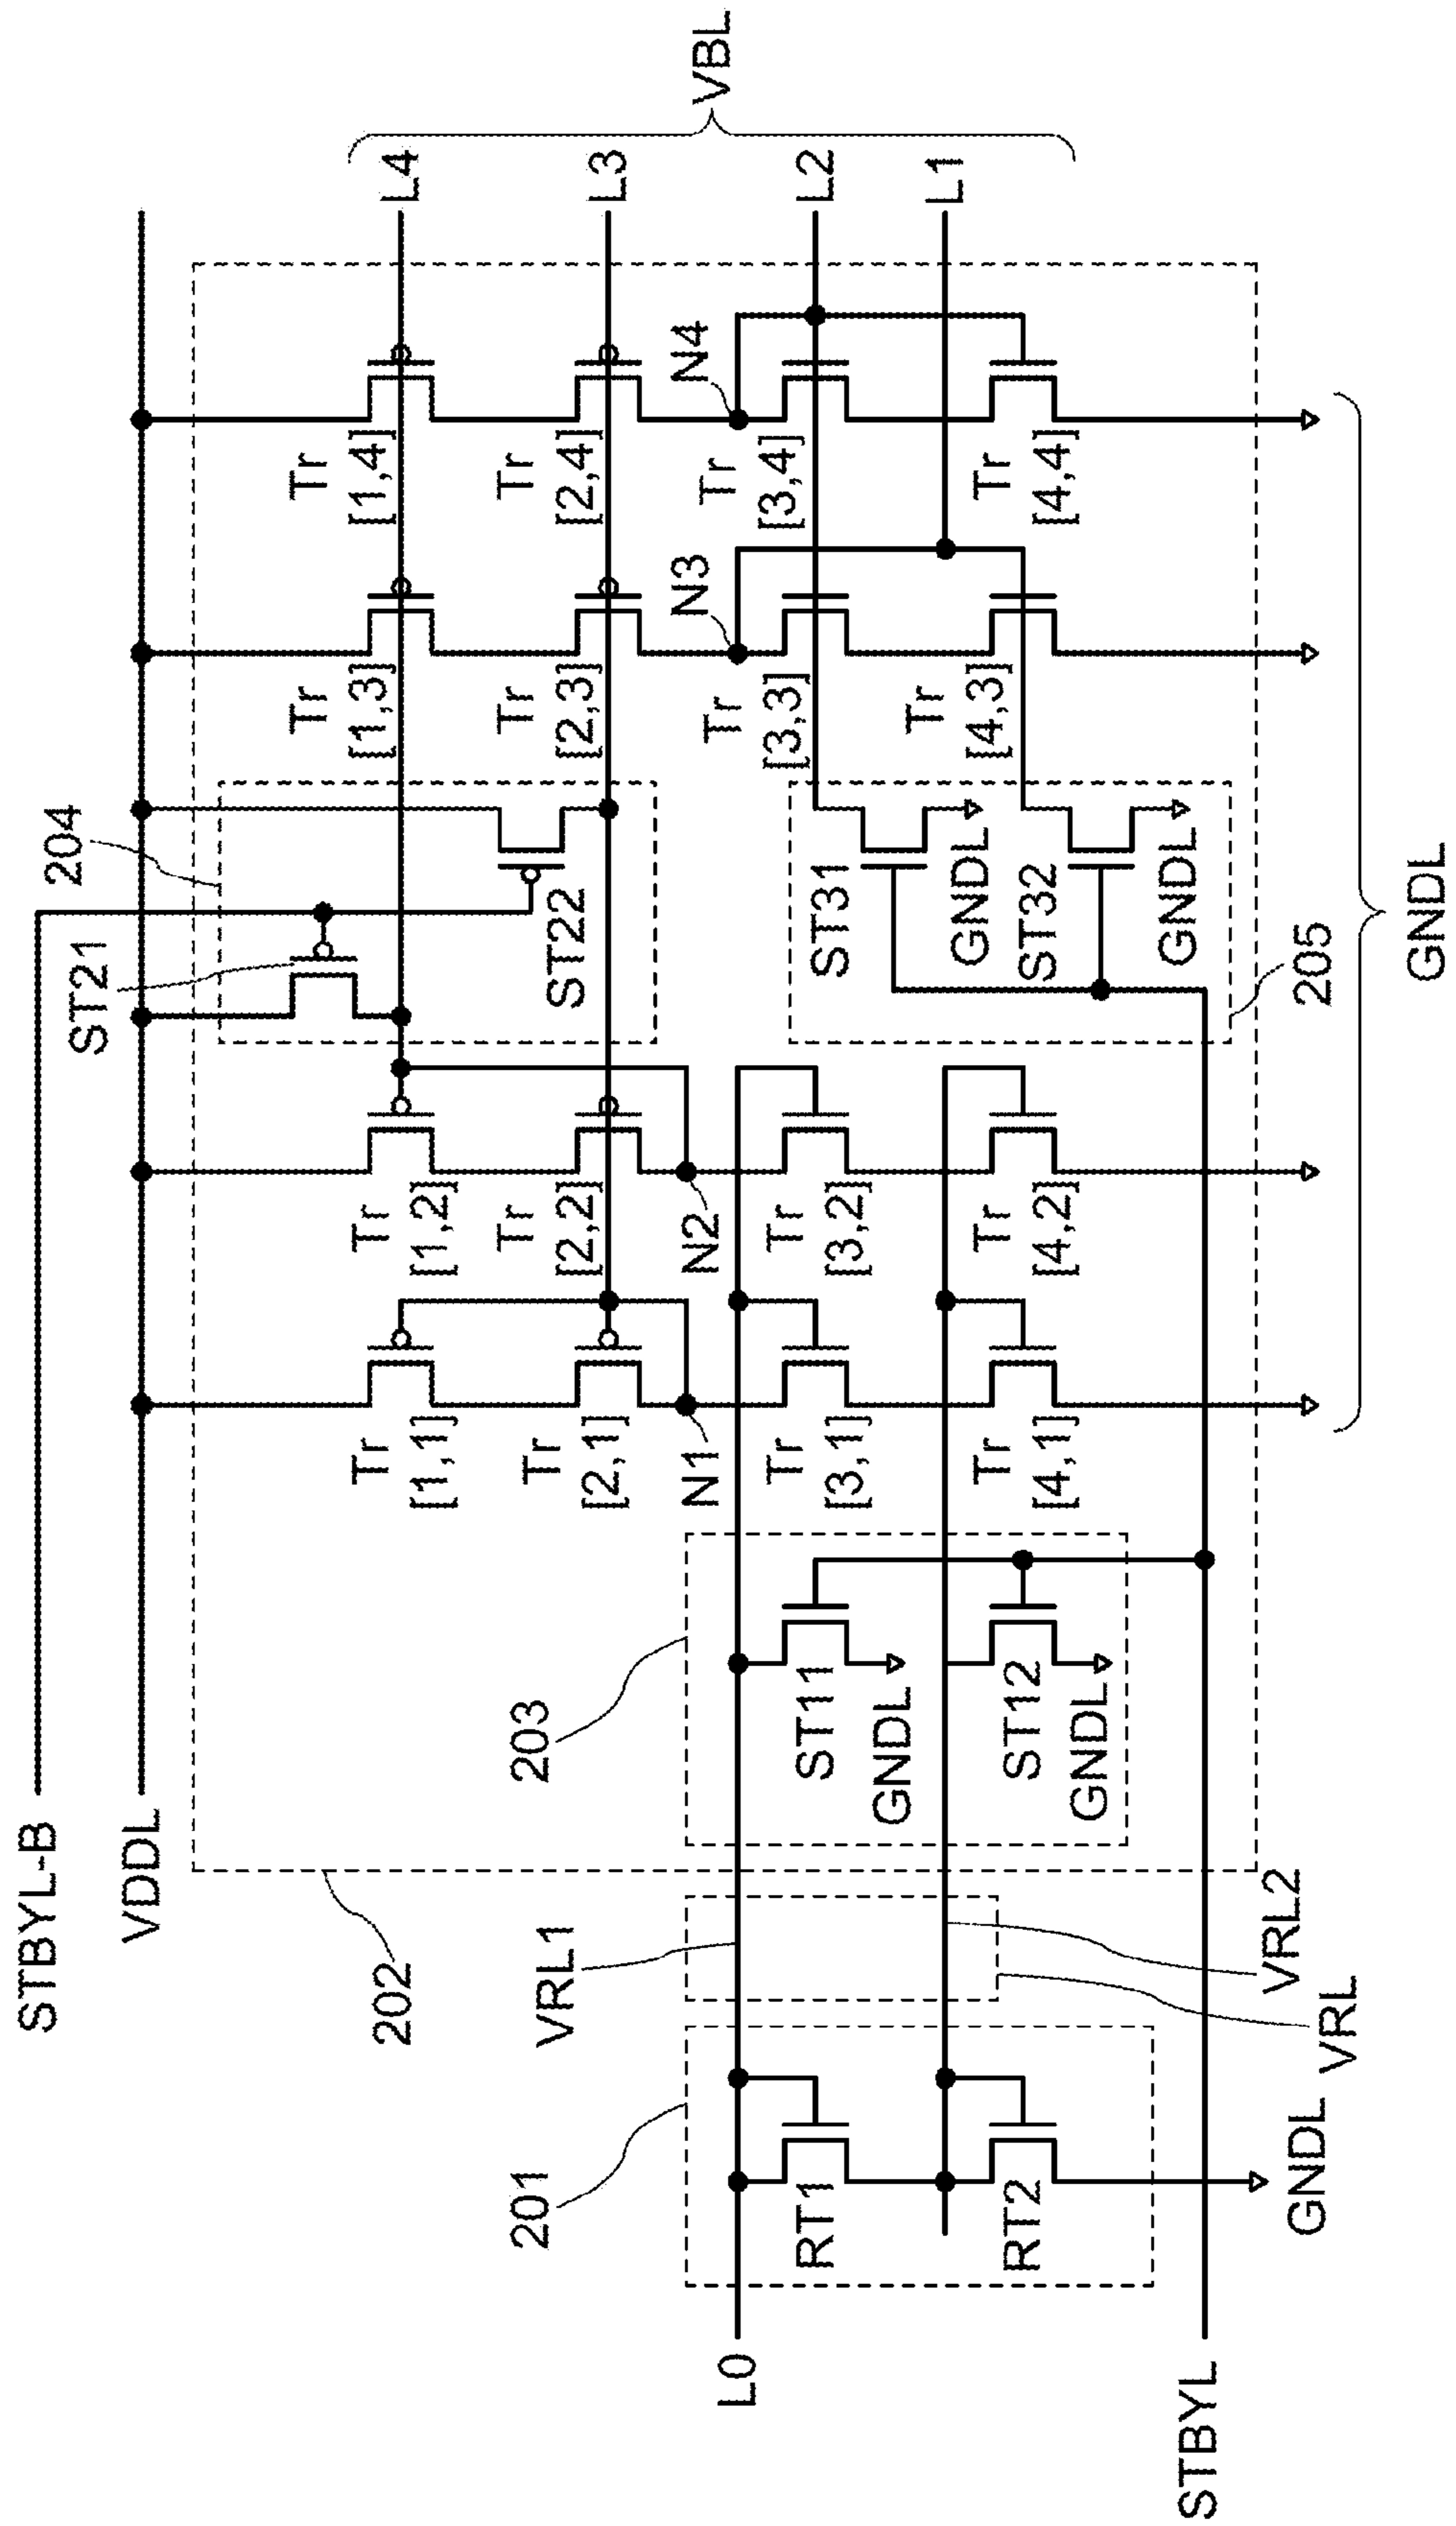 STBYL-B
VDDL
202
201
L0
RT1
RT2
GNDL
VRL1
VRL2
VRL
STBYL
203
ST11
GNDL
ST12
GNDL
Tr
[1,1]
Tr
[2,1]
N1
Tr
[3,1]
Tr
[4,1]
Tr
[1,2]
Tr
[2,2]
N2
Tr
[3,2]
Tr
[4,2]
204
ST21
ST22
ST31
GNDL
ST32
GNDL
205
Tr
[1,3]
Tr
[2,3]
N3
Tr
[3,3]
Tr
[4,3]
Tr
[1,4]
Tr
[2,4]
N4
Tr
[3,4]
Tr
[4,4]
L4
L3
L2
L1
VBL
GNDL